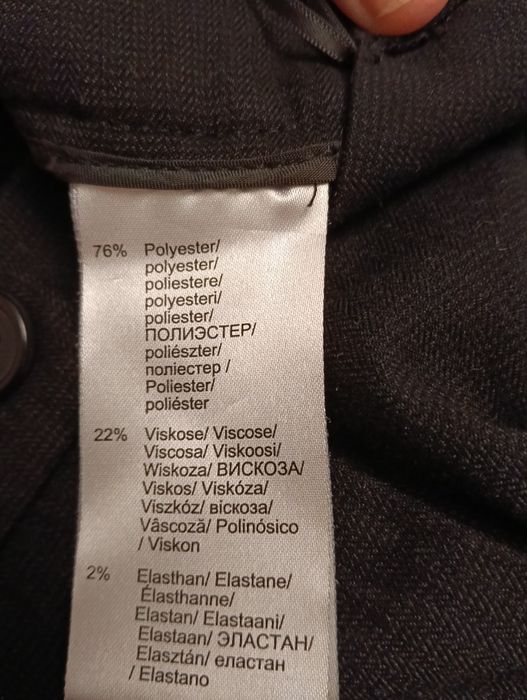 76% Polyester/
polyester/
poliestere/
polyesteri/
poliester/
ПОЛИЭСТЕР/
poliészter/
поліестер /
Poliester/
poliéster
22% Viskose/ Viscose/
Viscosa/ Viskoosi/
Wiskoza/ ВИСКОЗА/
Viskos/ Viskóza/
Viszkóz/ віскоза/
Vâscoză/ Polinósico
/ Viskon
2% Elasthan/ Elastane/
Élasthanne/
Elastan/ Elastaani/
Elastaan/ ЭЛАСТАН/
Elasztán/ еластан
/ Elastano